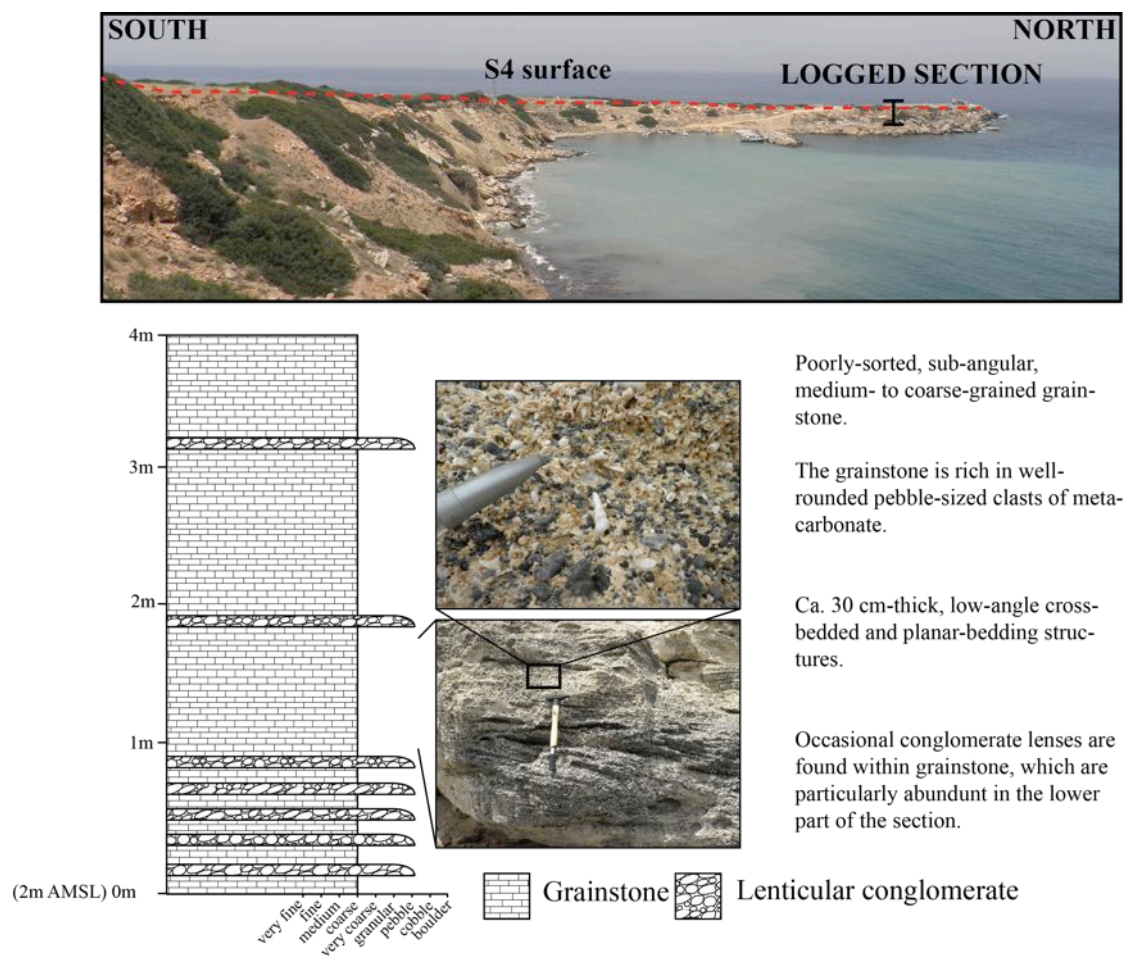 SOUTH
NORTH
S4 surface
LOGGED SECTION
4m
3m
2m
1m
(2m AMSL) 0m
very fine
fine
medium
coarse
very coarse
granular
pebble
cobble
boulder
Poorly-sorted, sub-angular,
medium- to coarse-grained grain-
stone.
The grainstone is rich in well-
rounded pebble-sized clasts of meta-
carbonate.
Ca. 30 cm-thick, low-angle cross-
bedded and planar-bedding struc-
tures.
Occasional conglomerate lenses are
found within grainstone, which are
particularly abundunt in the lower
part of the section.
Grainstone
Lenticular conglomerate